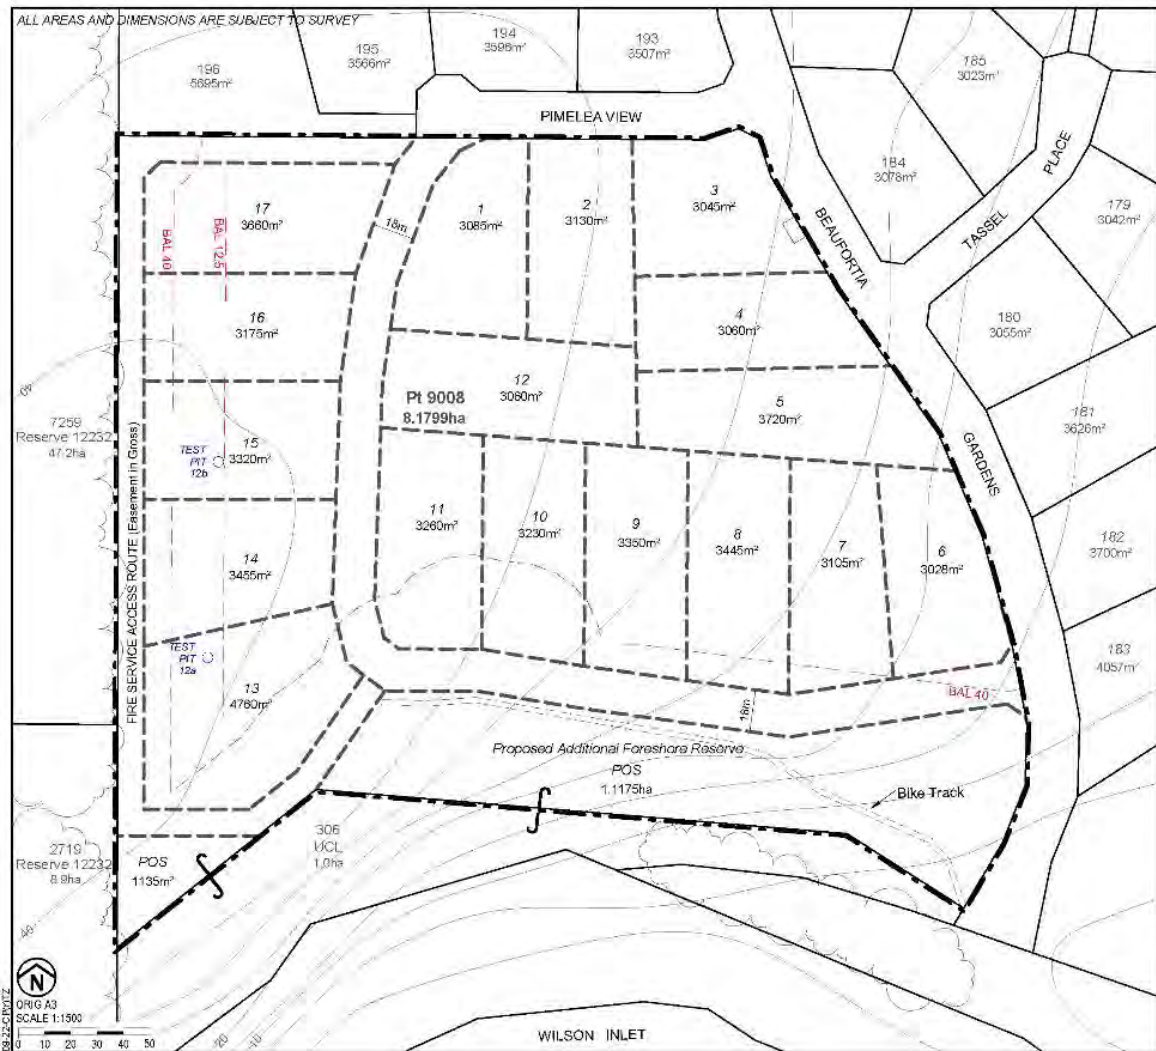 ALL AREAS AND DIMENSIONS ARE SUBJECT TO SURVEY
196
5695m²
195
3566m²
194
3596m²
193
3507m²
185
3023m²
PIMELEA VIEW
184
3078m²
PLACE
TASSEL
179
3042m²
BEAUFORTIA
GARDENS
180
3055m²
181
3626m²
182
3700m²
183
4057m²
17
3660m²
BAL 40
BAL 12.5
18m
1
3085m²
2
3130m²
3
3045m²
16
3175m²
4
3060m²
12
3060m²
Pt 9008
8.1799ha
5
3720m²
7259
Reserve 12232
47.2ha
FIRE SERVICE ACCESS ROUTE (Easement in Gross)
15
3320m²
TEST
PIT
12b
11
3260m²
10
3230m²
9
3350m²
8
3445m²
7
3105m²
6
3028m²
14
3455m²
TEST
PIT
12a
13
4760m²
BAL 40
18m
Proposed Additional Foreshore Reserve
POS
1.1175ha
Bike Track
306
UCL
1.0ha
2719
Reserve 12232
8.9ha
POS
1135m²
40
N
ORIG A3
SCALE 1:1500
0 10 20 30 40 50
20
10
WILSON INLET